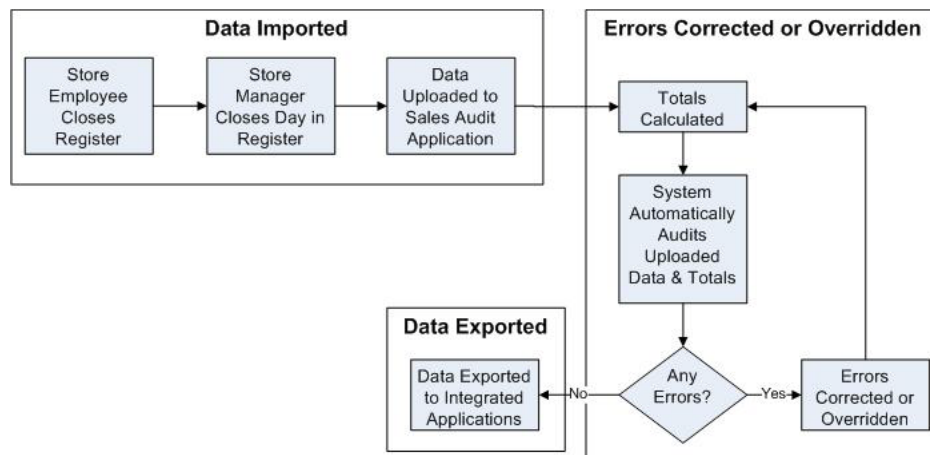 Data Imported
Store
Employee
Closes
Register
Store
Manager
Closes Day in
Register
Data
Uploaded to
Sales Audit
Application
Errors Corrected or Overridden
Totals
Calculated
System
Automatically
Audits
Uploaded
Data & Totals
Any
Errors?
Yes
Errors
Corrected or
Overridden
No
Data Exported
Data Exported
to Integrated
Applications